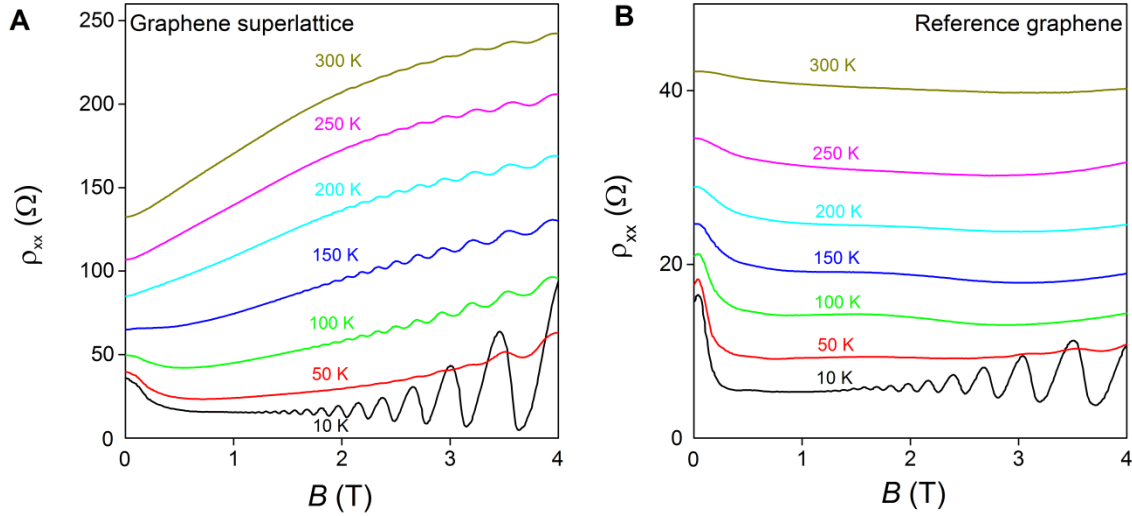 A
Graphene superlattice
250
200
150
100
50
0
ρxx (Ω)
300 K
250 K
200 K
150 K
100 K
50 K
10 K
0 1 2 3 4
B (T)
B
Reference graphene
40
20
0
ρxx (Ω)
300 K
250 K
200 K
150 K
100 K
50 K
10 K
0 1 2 3 4
B (T)